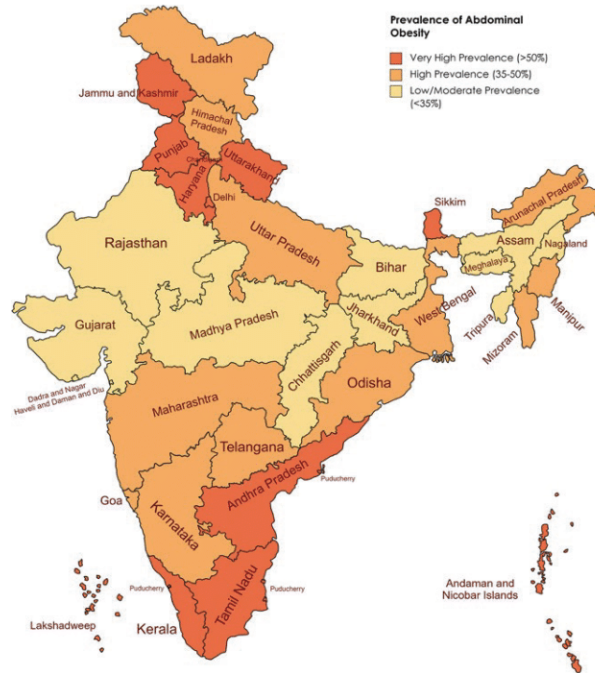 Prevalence of Abdominal
Obesity
Very High Prevalence (>50%)
High Prevalence (35-50%)
Low/Moderate Prevalence
(<35%)
Ladakh
Jammu and Kashmir
Himachal
Pradesh
Punjab
Chandigarh
Uttarakhand
Haryana
Delhi
Sikkim
Arunachal Pradesh
Rajasthan
Uttar Pradesh
Assam
Nagaland
Bihar
Meghalaya
Gujarat
Madhya Pradesh
Jharkhand
West Bengal
Tripura
Manipur
Mizoram
Chhattisgarh
Dadra and Nagar
Haveli and Daman and Diu
Odisha
Maharashtra
Telangana
Andhra Pradesh
Puducherry
Goa
Karnataka
Puducherry
Puducherry
Tamil Nadu
Andaman and
Nicobar Islands
Lakshadweep
Kerala